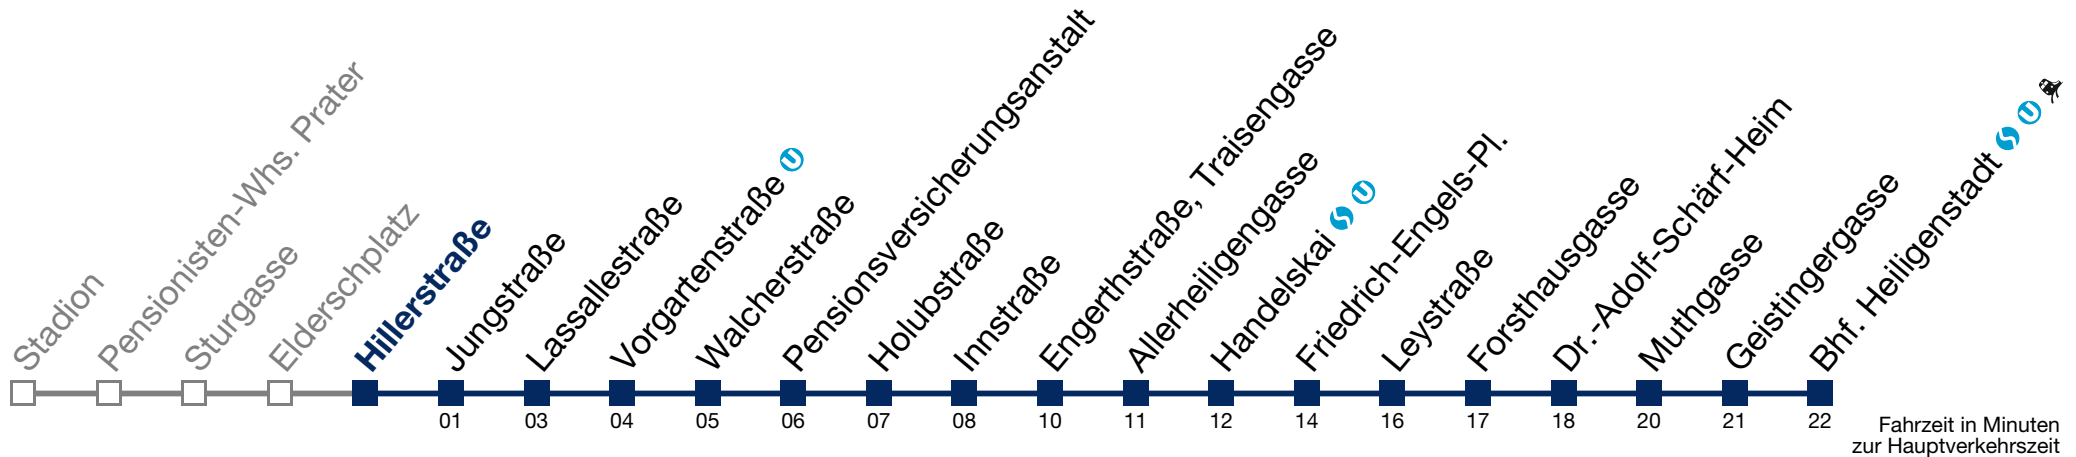 Stadion
Pensionisten-Whs. Prater
Sturgasse
Elderschplatz
Hillerstraße
Jungstraße
Lassallestraße
Vorgartenstraße U
Walcherstraße
Pensionsversicherungsanstalt
Holubstraße
Innstraße
Engerthstraße, Traisengasse
Allerheiligengasse
Handelskai S U
Friedrich-Engels-Pl.
Leystraße
Forsthausgasse
Dr.-Adolf-Schärf-Heim
Muthgasse
Geistingergasse
Bhf. Heiligenstadt S U
01 03 04 05 06 07 08 10 11 12 14 16 17 18 20 21 22
Fahrzeit in Minuten
zur Hauptverkehrszeit